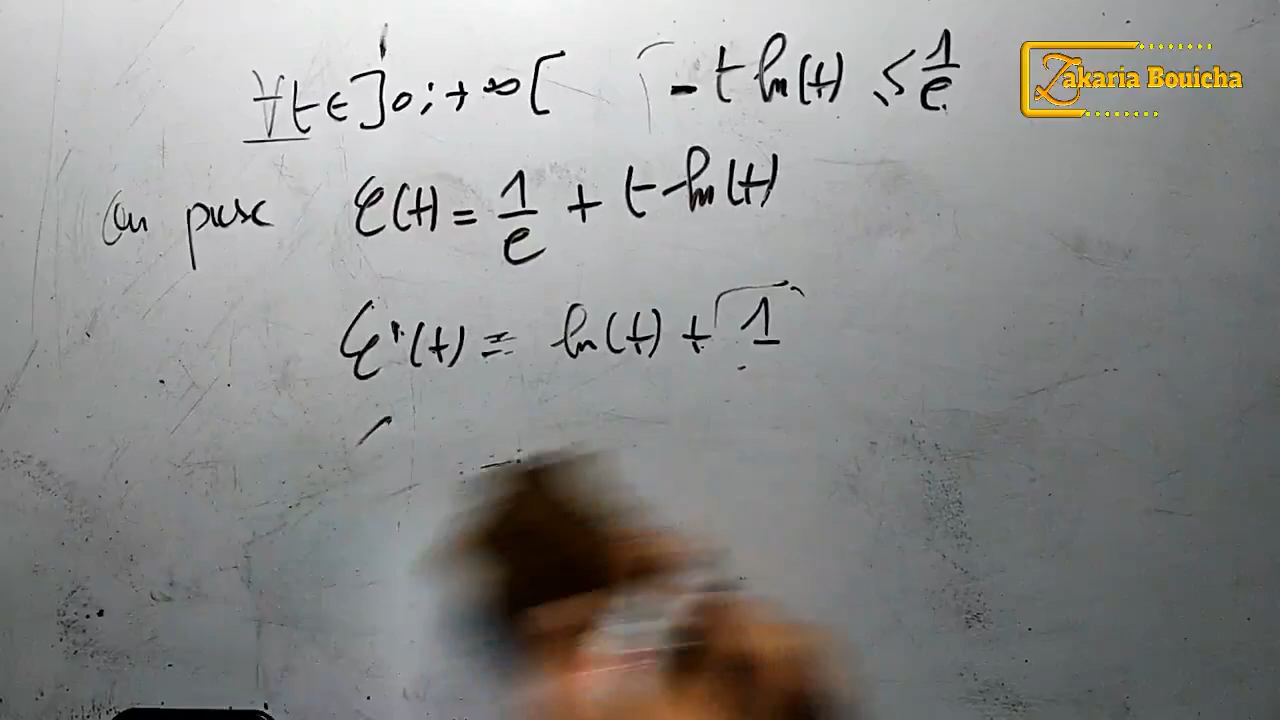 ∀t ∈ ]0;+∞[ -t ln(t) ≤ 1/e
Zakaria Bouicha
On pose ℓ(t) = 1/e + t ln(t)
ℓ'(t) = ln(t) + 1